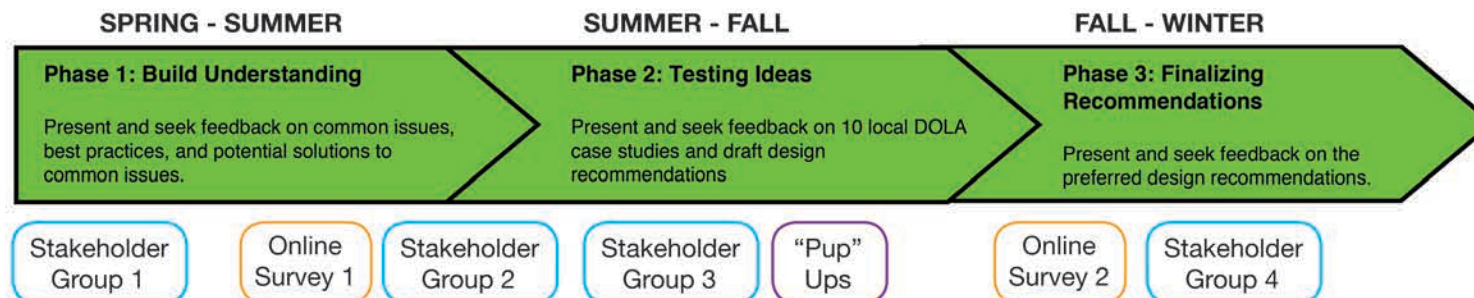 SPRING - SUMMER
SUMMER - FALL
FALL - WINTER
Phase 1: Build Understanding
Present and seek feedback on common issues,
best practices, and potential solutions to
common issues.
Phase 2: Testing Ideas
Present and seek feedback on 10 local DOLA
case studies and draft design
recommendations
Phase 3: Finalizing
Recommendations
Present and seek feedback on the
preferred design recommendations.
Stakeholder
Group 1
Online
Survey 1
Stakeholder
Group 2
Stakeholder
Group 3
“Pup”
Ups
Online
Survey 2
Stakeholder
Group 4